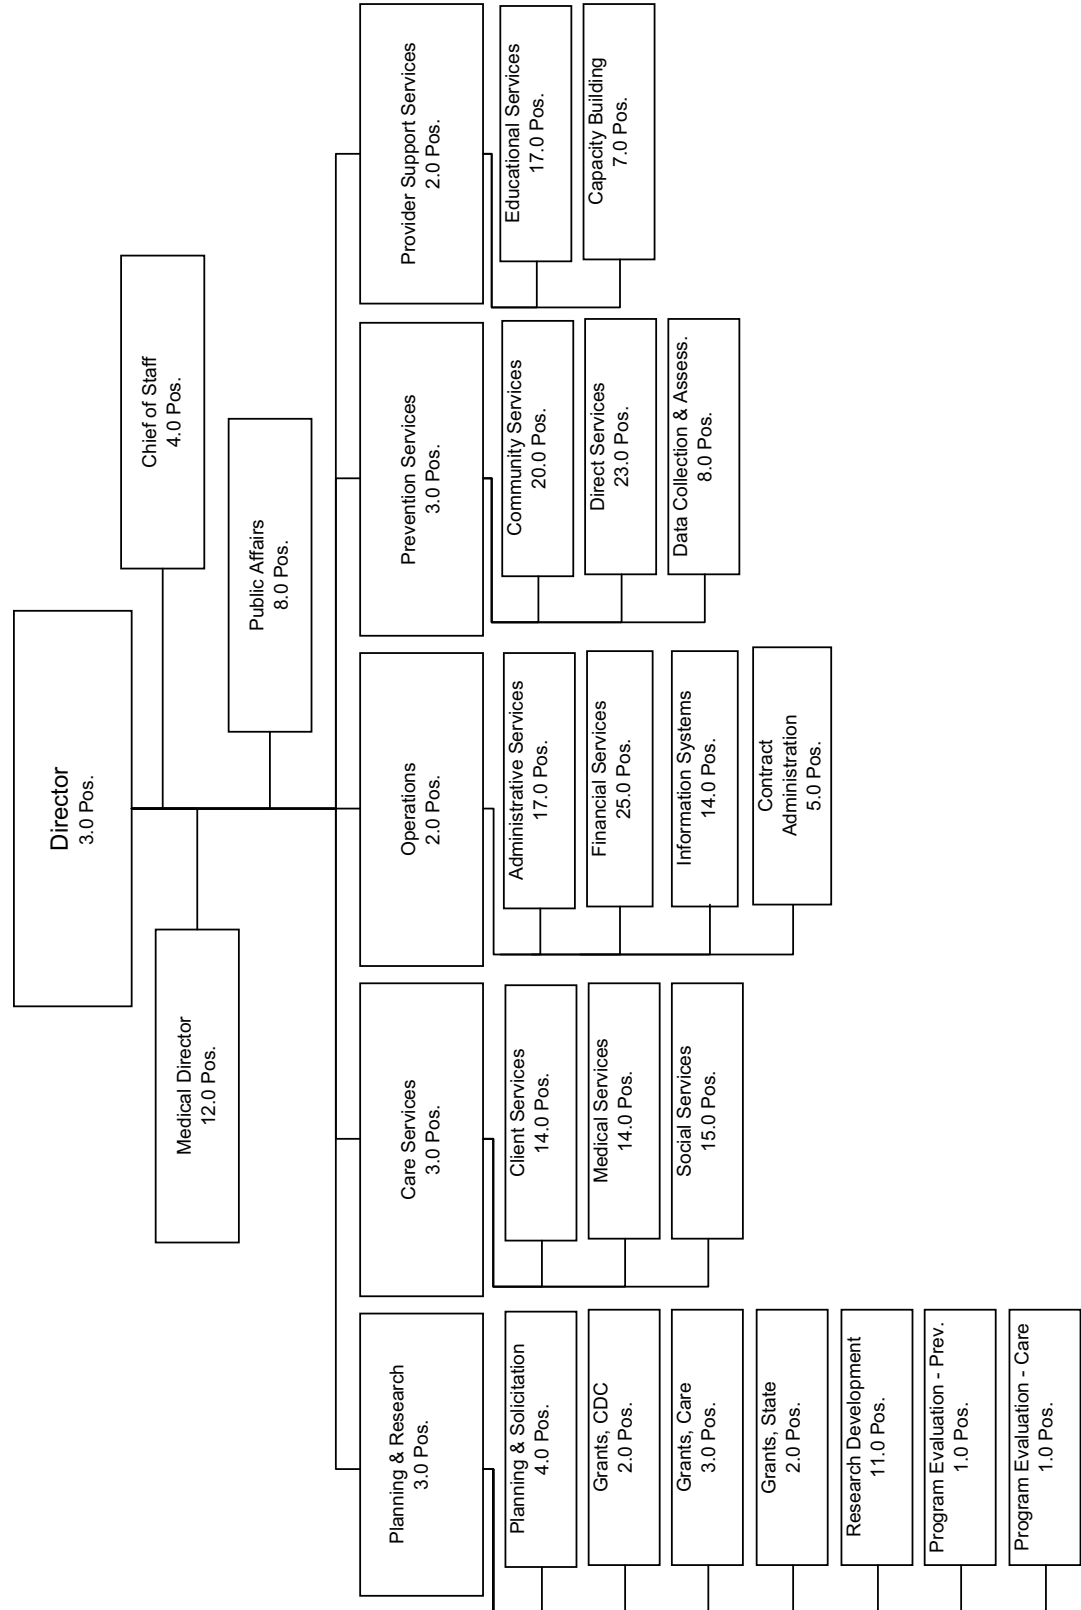 Director
3.0 Pos.
Chief of Staff
4.0 Pos.
Medical Director
12.0 Pos.
Public Affairs
8.0 Pos.
Planning & Research
3.0 Pos.
Planning & Solicitation
4.0 Pos.
Grants, CDC
2.0 Pos.
Grants, Care
3.0 Pos.
Grants, State
2.0 Pos.
Research Development
11.0 Pos.
Program Evaluation - Prev.
1.0 Pos.
Program Evaluation - Care
1.0 Pos.
Care Services
3.0 Pos.
Client Services
14.0 Pos.
Medical Services
14.0 Pos.
Social Services
15.0 Pos.
Operations
2.0 Pos.
Administrative Services
17.0 Pos.
Financial Services
25.0 Pos.
Information Systems
14.0 Pos.
Contract
Administration
5.0 Pos.
Prevention Services
3.0 Pos.
Community Services
20.0 Pos.
Direct Services
23.0 Pos.
Data Collection & Assess.
8.0 Pos.
Provider Support Services
2.0 Pos.
Educational Services
17.0 Pos.
Capacity Building
7.0 Pos.